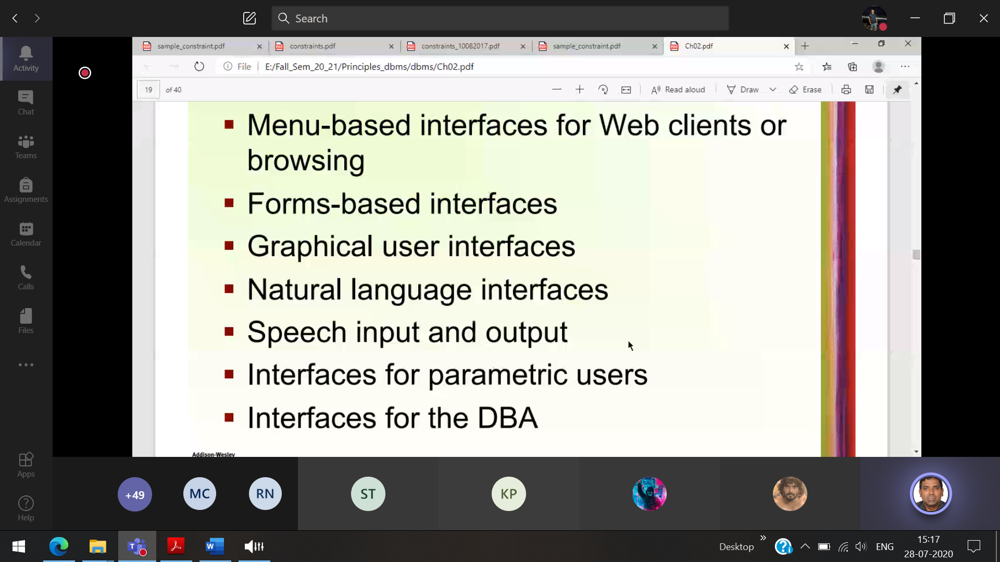 Search
Activity
Chat
Teams
Assignments
Calendar
Calls
Files
Apps
Help
sample_constraint.pdf
constraints.pdf
constraints_10082017.pdf
sample_constraint.pdf
Ch02.pdf
File
E:/Fall_Sem_20_21/Principles_dbms/dbms/Ch02.pdf
19 of 40
Read aloud
Draw
Erase
Menu-based interfaces for Web clients or
browsing
Forms-based interfaces
Graphical user interfaces
Natural language interfaces
Speech input and output
Interfaces for parametric users
Interfaces for the DBA
Addison-Wesley
+49
MC
RN
ST
KP
Desktop
ENG
15:17
28-07-2020